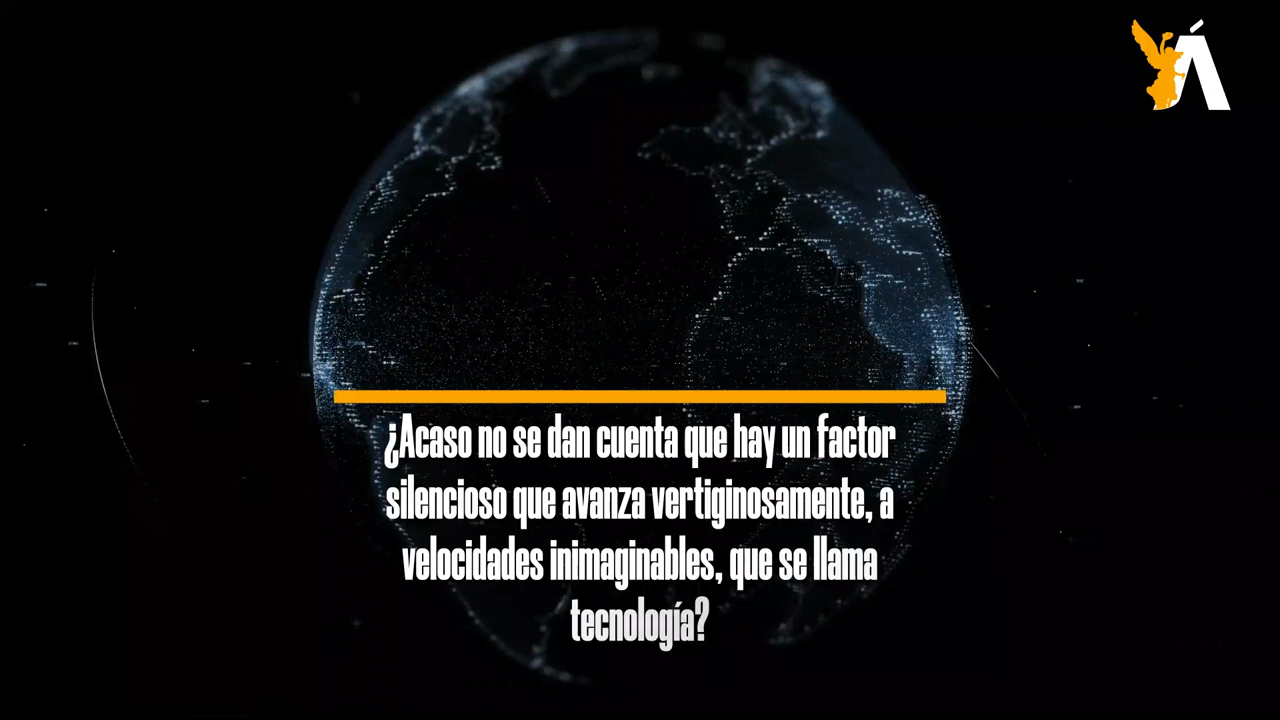 Á
¿Acaso no se dan cuenta que hay un factor
silencioso que avanza vertiginosamente, a
velocidades inimaginables, que se llama
tecnología?